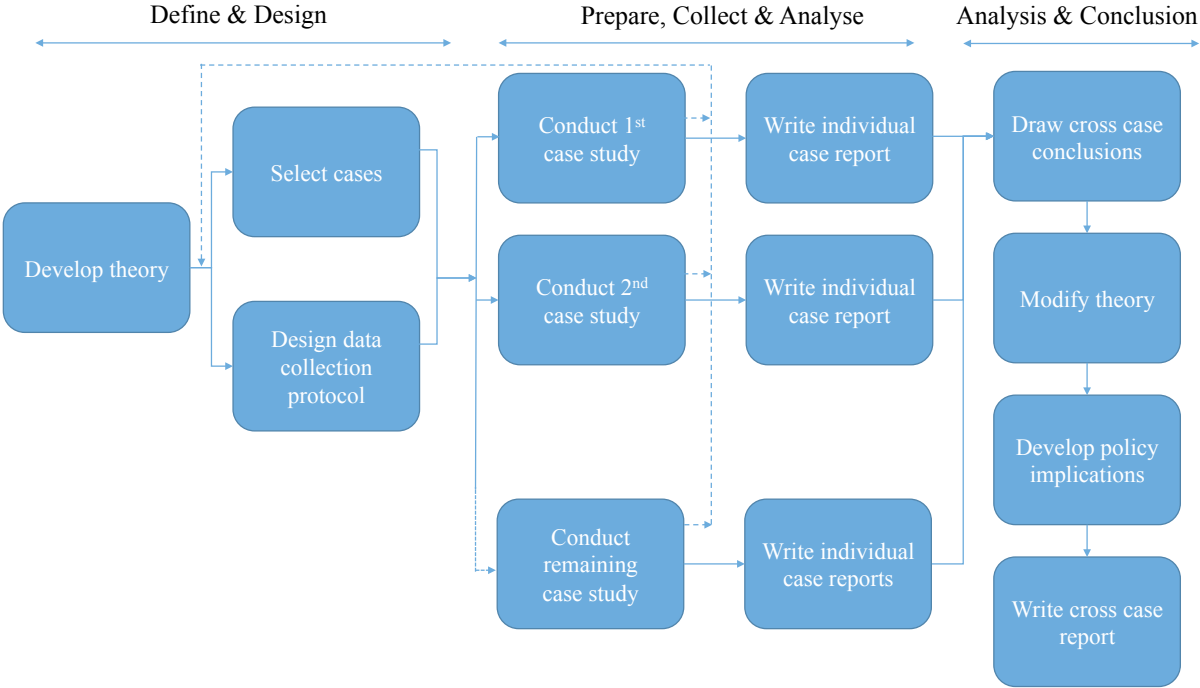 Define & Design
Prepare, Collect & Analyse
Analysis & Conclusion
Develop theory
Select cases
Design data
collection
protocol
Conduct 1st
case study
Write individual
case report
Conduct 2nd
case study
Write individual
case report
Conduct
remaining
case study
Write individual
case reports
Draw cross case
conclusions
Modify theory
Develop policy
implications
Write cross case
report